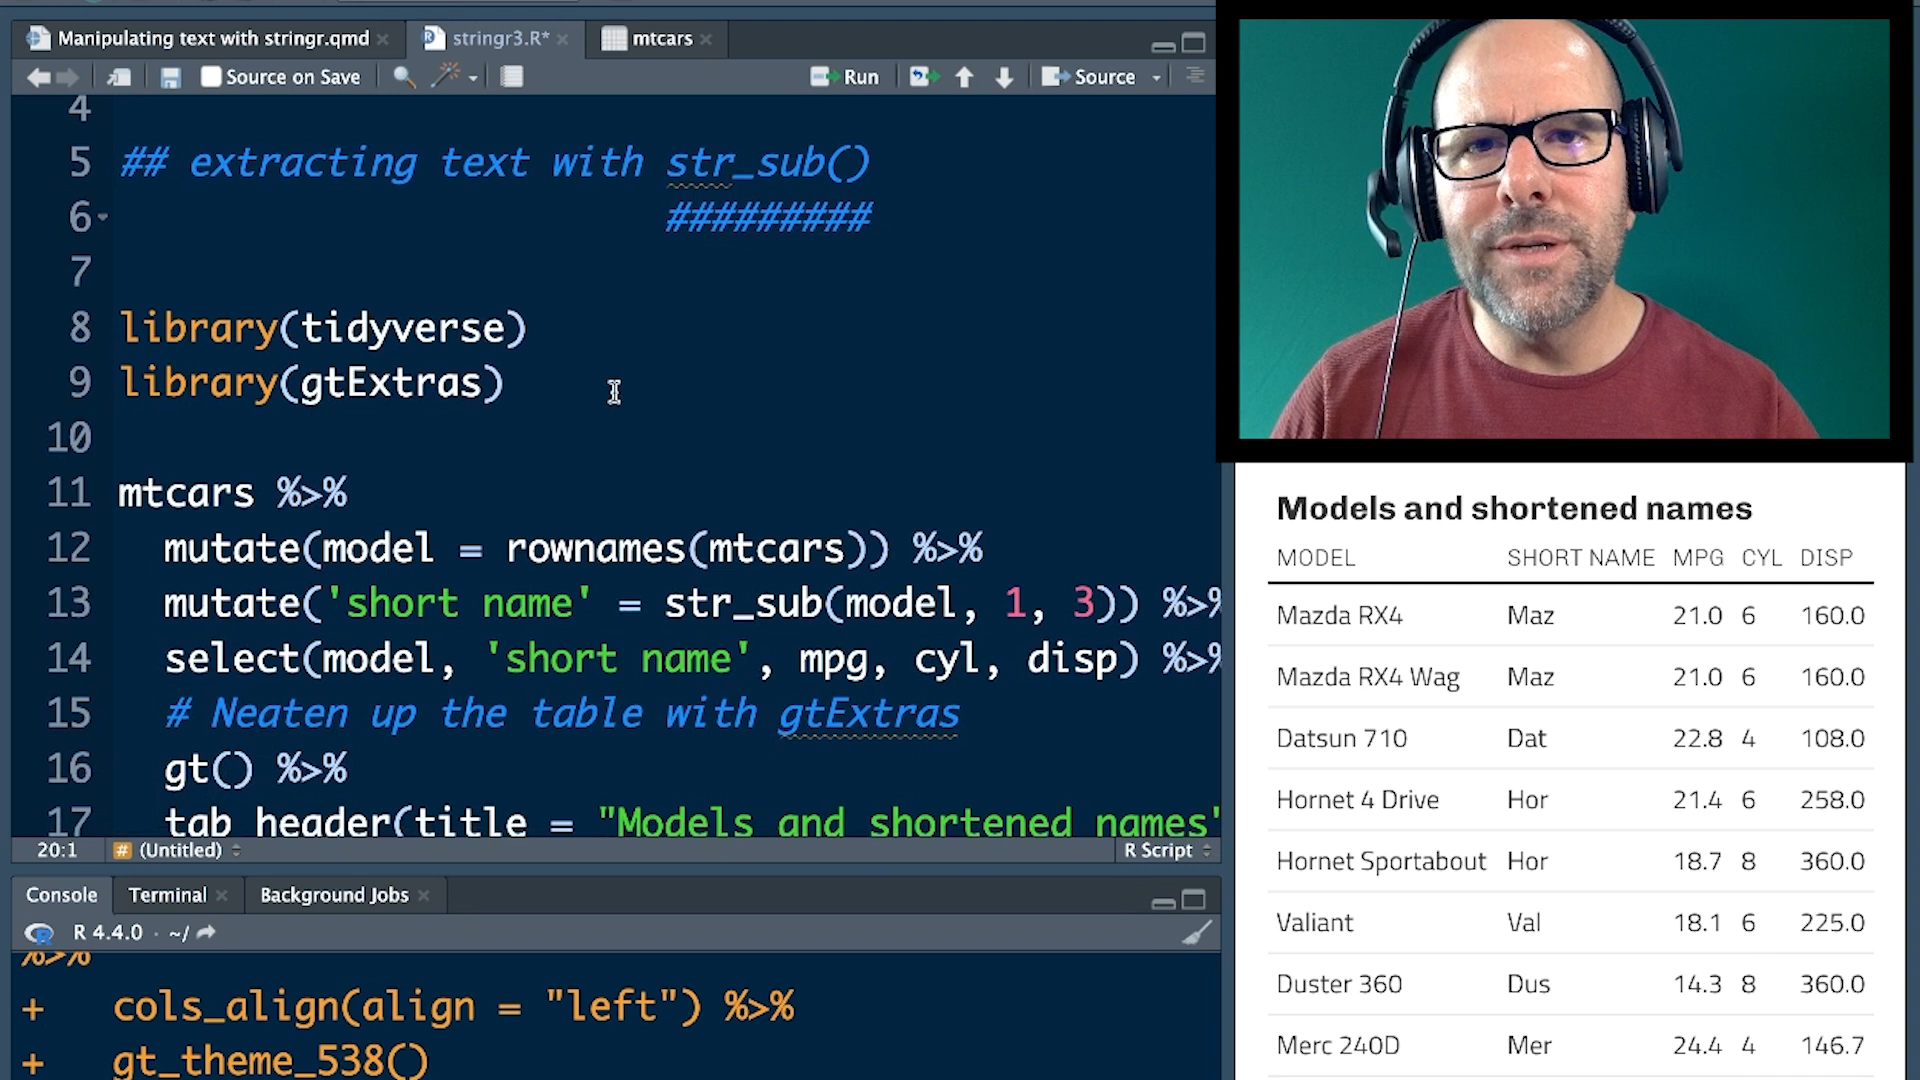 Manipulating text with stringr.qmd
stringr3.R*
mtcars
Source on Save
Run
Source
4
5 ## extracting text with str_sub()
6 #########
7
8 library(tidyverse)
9 library(gtExtras)
10
11 mtcars %>%
12 mutate(model = rownames(mtcars)) %>%
13 mutate('short name' = str_sub(model, 1, 3)) %>%
14 select(model, 'short name', mpg, cyl, disp) %>%
15 # Neaten up the table with gtExtras
16 gt() %>%
17 tab_header(title = "Models and shortened names"
20:1
# (Untitled)
R Script
Console
Terminal
Background Jobs
R 4.4.0 · ~/
%>%
+ cols_align(align = "left") %>%
+ gt_theme_538()
Models and shortened names
MODEL SHORT NAME MPG CYL DISP
Mazda RX4 Maz 21.0 6 160.0
Mazda RX4 Wag Maz 21.0 6 160.0
Datsun 710 Dat 22.8 4 108.0
Hornet 4 Drive Hor 21.4 6 258.0
Hornet Sportabout Hor 18.7 8 360.0
Valiant Val 18.1 6 225.0
Duster 360 Dus 14.3 8 360.0
Merc 240D Mer 24.4 4 146.7